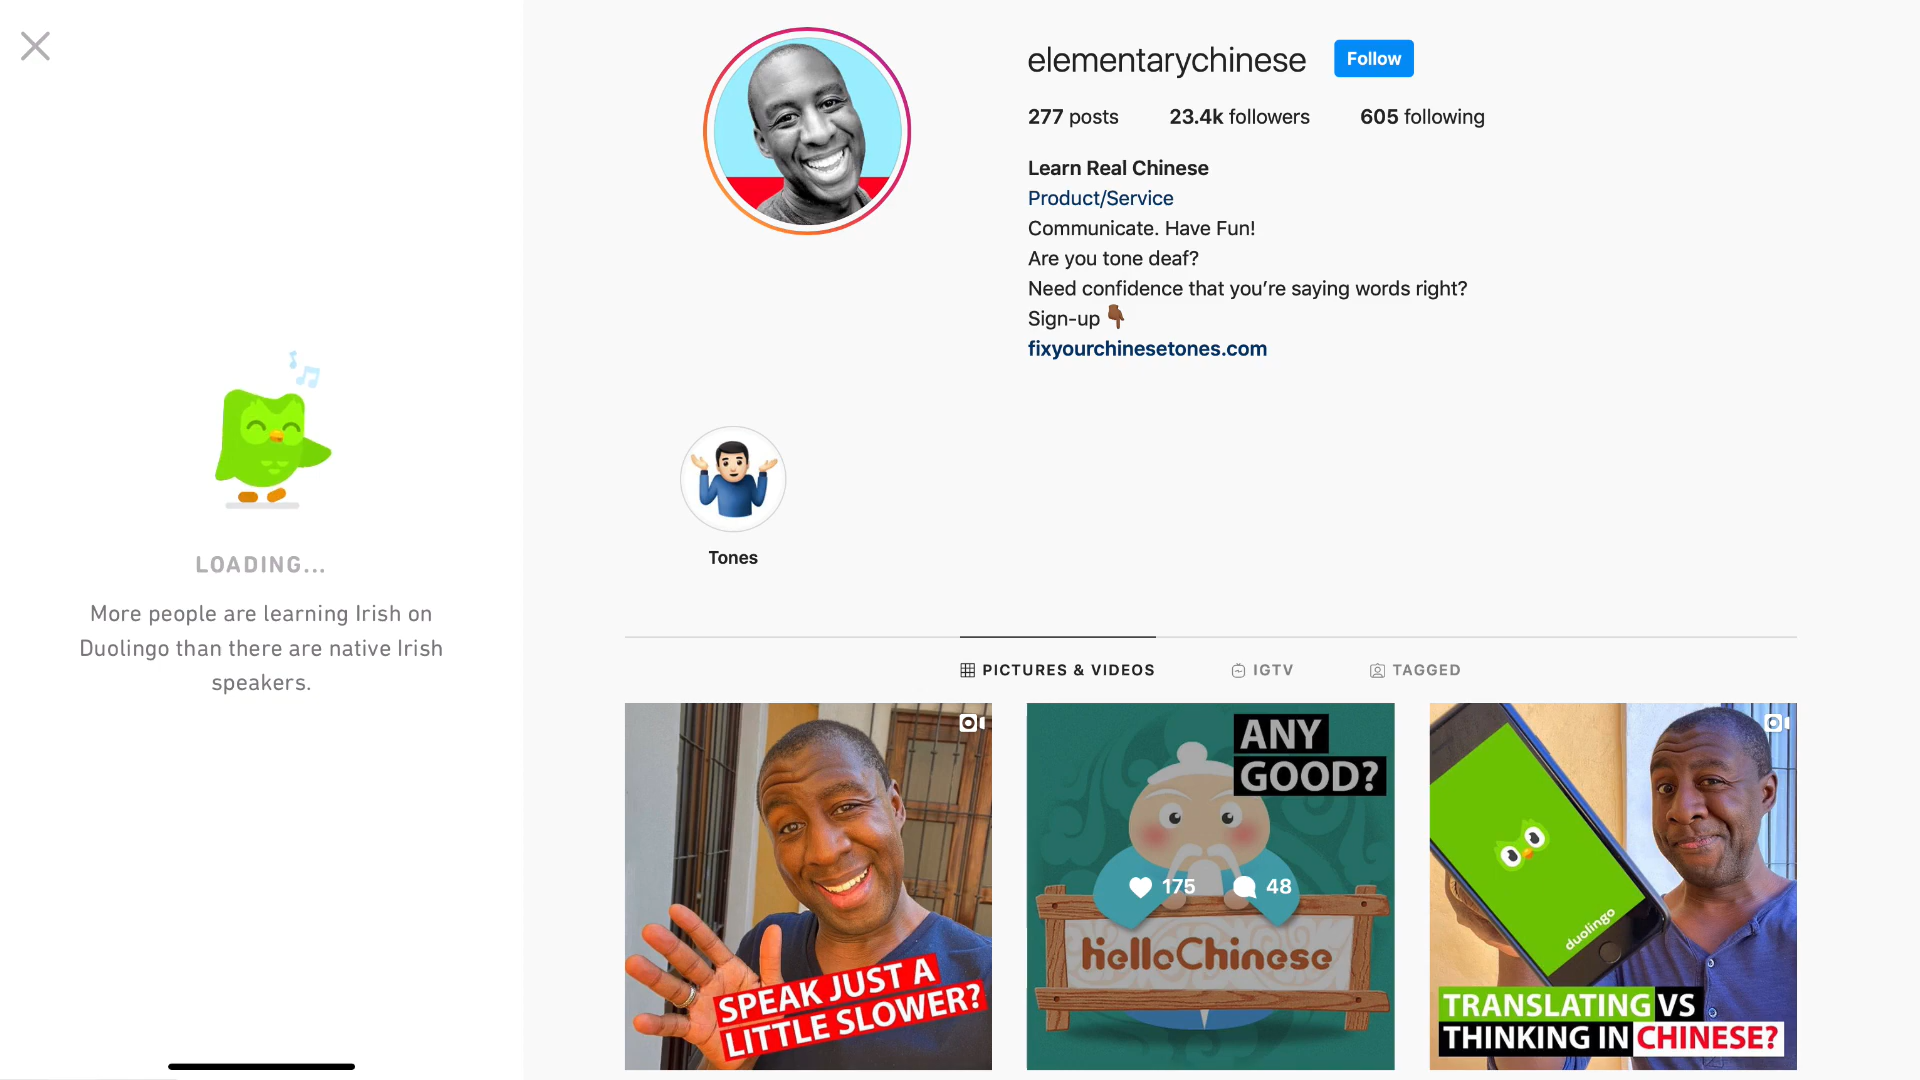 LOADING...
More people are learning Irish on
Duolingo than there are native Irish
speakers.
elementarychinese
Follow
277 posts 23.4k followers 605 following
Learn Real Chinese
Product/Service
Communicate. Have Fun!
Are you tone deaf?
Need confidence that you're saying words right?
Sign-up
fixyourchinesetones.com
Tones
PICTURES & VIDEOS IGTV TAGGED
SPEAK JUST A
LITTLE SLOWER?
ANY
GOOD?
175 48
helloChinese
duolingo
TRANSLATING VS
THINKING IN CHINESE?